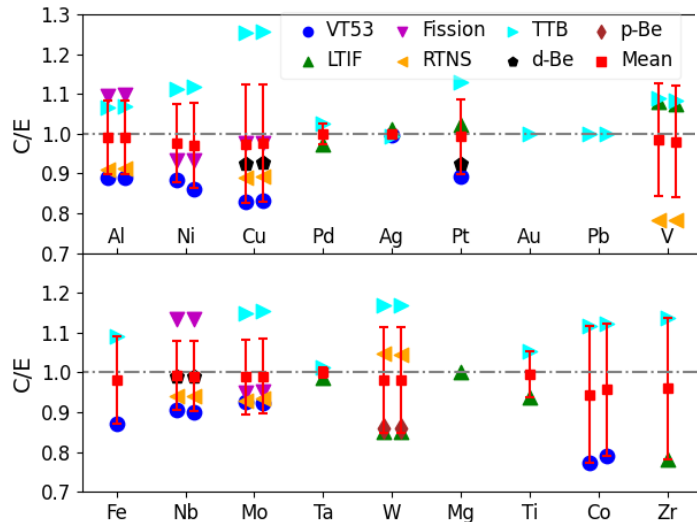 1.3
VT53 Fission TTB p-Be
LTIF RTNS d-Be Mean
1.2
1.1
1.0
0.9
0.8
0.7
C/E
Al Ni Cu Pd Ag Pt Au Pb V
1.2
1.1
1.0
0.9
0.8
0.7
C/E
Fe Nb Mo Ta W Mg Ti Co Zr